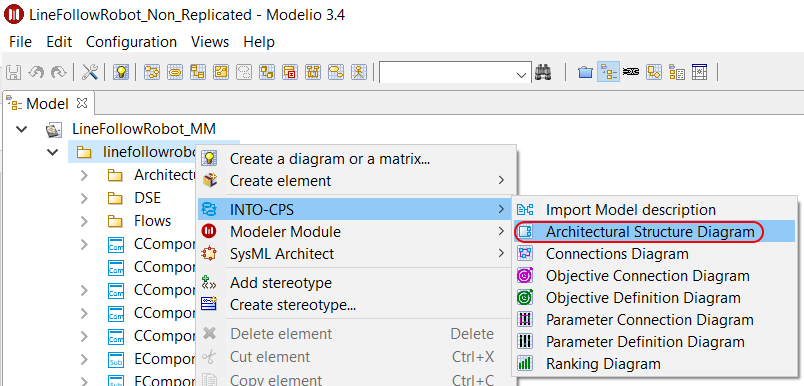 LineFollowRobot_Non_Replicated - Modelio 3.4
File Edit Configuration Views Help
Model
LineFollowRobot_MM
linefollowrobo
Architectu
DSE
Flows
CCompor
CCompor
CCompor
CCompor
CCompor
ECompor
ECompor
Create a diagram or a matrix...
Create element
INTO-CPS
Modeler Module
SysML Architect
Add stereotype
Create stereotype...
Delete element Delete
Cut element Ctrl+X
Copy element Ctrl+C
Import Model description
Architectural Structure Diagram
Connections Diagram
Objective Connection Diagram
Objective Definition Diagram
Parameter Connection Diagram
Parameter Definition Diagram
Ranking Diagram